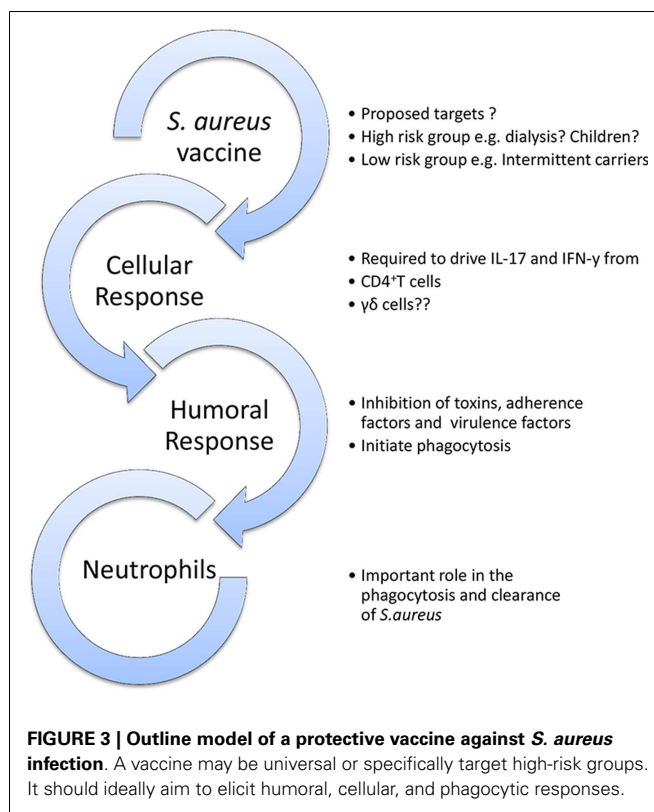 S. aureus
vaccine
• Proposed targets ?
• High risk group e.g. dialysis? Children?
• Low risk group e.g. Intermittent carriers
Cellular
Response
• Required to drive IL-17 and IFN-y from
• CD4⁺T cells
• γδ cells??
Humoral
Response
• Inhibition of toxins, adherence
factors and virulence factors
• Initiate phagocytosis
Neutrophils
• Important role in the
phagocytosis and clearance
of S.aureus
FIGURE 3 | Outline model of a protective vaccine against S. aureus
infection. A vaccine may be universal or specifically target high-risk groups.
It should ideally aim to elicit humoral, cellular, and phagocytic responses.